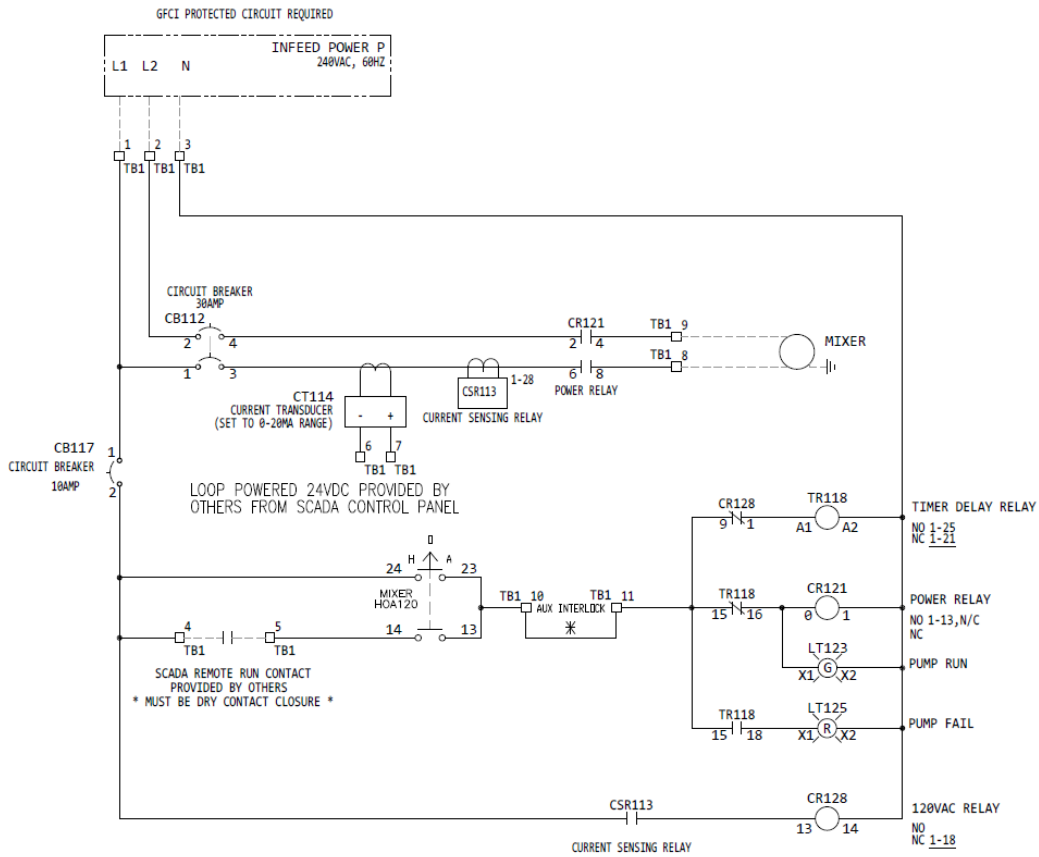 GFCI PROTECTED CIRCUIT REQUIRED
INFEED POWER P
240VAC, 60HZ
L1 L2 N
1 2 3
TB1 TB1 TB1
CIRCUIT BREAKER
30AMP
CB112
2 4
CR121
2 4
TB1 9
MIXER
1 3
TB1 8
6 8
POWER RELAY
CSR113
1-28
CURRENT SENSING RELAY
CT114
CURRENT TRANSDUCER
(SET TO 0-20MA RANGE)
- +
6 7
TB1 TB1
CB117
CIRCUIT BREAKER
10AMP
1
2
LOOP POWERED 24VDC PROVIDED BY
OTHERS FROM SCADA CONTROL PANEL
CR128
9 1
TR118
A1 A2
TIMER DELAY RELAY
NO 1-25
NC 1-21
O
H A
24 23
MIXER
HOA120
14 13
TB1 10
TB1 11
AUX INTERLOCK
TR118
15 16
CR121
0 1
POWER RELAY
NO 1-13,N/C
NC
4 5
TB1 TB1
SCADA REMOTE RUN CONTACT
PROVIDED BY OTHERS
* MUST BE DRY CONTACT CLOSURE *
LT123
X1 G X2
PUMP RUN
TR118
15 18
LT125
X1 R X2
PUMP FAIL
CSR113
CURRENT SENSING RELAY
CR128
13 14
120VAC RELAY
NO
NC 1-18